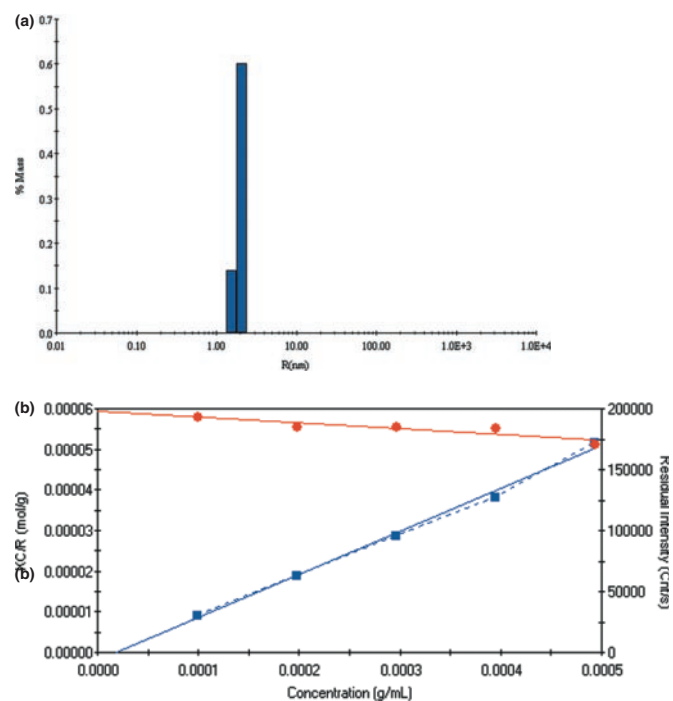 (a)
0.7
0.6
0.5
0.4
0.3
0.2
0.1
0.0
% Mass
0.01 0.10 1.00 10.00 100.00 1.0E+3 1.0E+4
R(nm)
(b)
0.00006
0.00005
0.00004
0.00003
0.00002
0.00001
0.00000
KC/R (mol/g)
(b)
200000
150000
100000
50000
0
Residual Intensity (Cnt/s)
0.0000 0.0001 0.0002 0.0003 0.0004 0.0005
Concentration (g/mL)